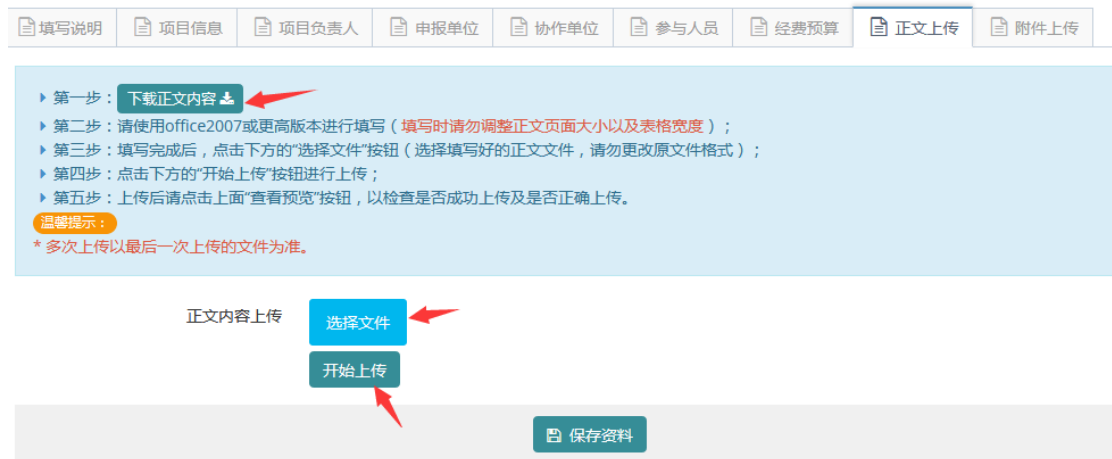 填写说明 项目信息 项目负责人 申报单位 协作单位 参与人员 经费预算 正文上传 附件上传
第一步：下载正文内容
第二步：请使用office2007或更高版本进行填写（填写时请勿调整正文页面大小以及表格宽度）；
第三步：填写完成后，点击下方的“选择文件”按钮（选择填写好的正文文件，请勿更改原文件格式）；
第四步：点击下方的“开始上传”按钮进行上传；
第五步：上传后请点击上面“查看预览”按钮，以检查是否成功上传及是否正确上传。
温馨提示：
* 多次上传以最后一次上传的文件为准。
正文内容上传 选择文件
开始上传
保存资料